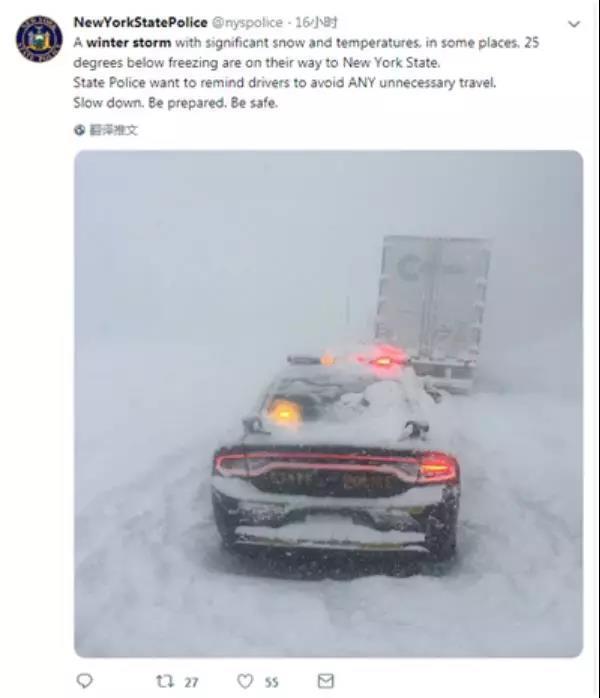 NewYorkStatePolice @nyspolice · 16小时
A winter storm with significant snow and temperatures, in some places, 25
degrees below freezing are on their way to New York State.
State Police want to remind drivers to avoid ANY unnecessary travel.
Slow down. Be prepared. Be safe.
翻译推文
STATE POLICE
27 55